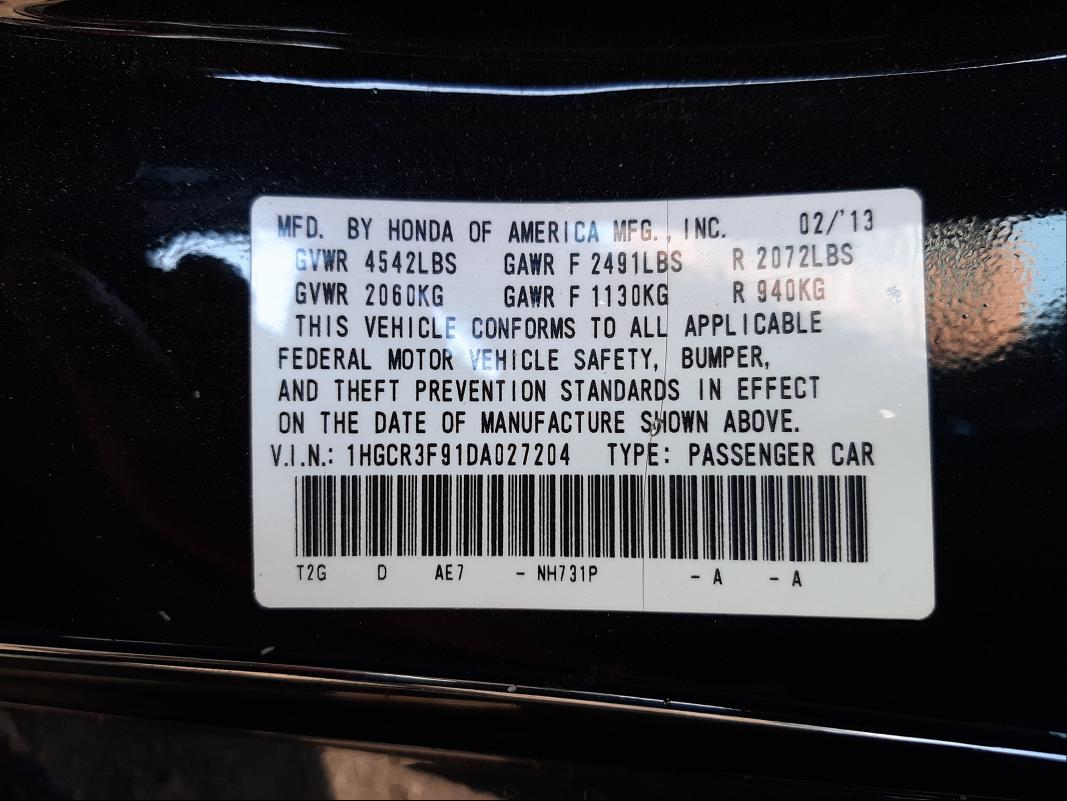 MFD. BY HONDA OF AMERICA MFG., INC. 02/'13
GVWR 4542LBS GAWR F 2491LBS R 2072LBS
GVWR 2060KG GAWR F 1130KG R 940KG
THIS VEHICLE CONFORMS TO ALL APPLICABLE
FEDERAL MOTOR VEHICLE SAFETY, BUMPER,
AND THEFT PREVENTION STANDARDS IN EFFECT
ON THE DATE OF MANUFACTURE SHOWN ABOVE.
V.I.N.: 1HGCR3F91DA027204 TYPE: PASSENGER CAR
T2G D AE7 - NH731P - A - A